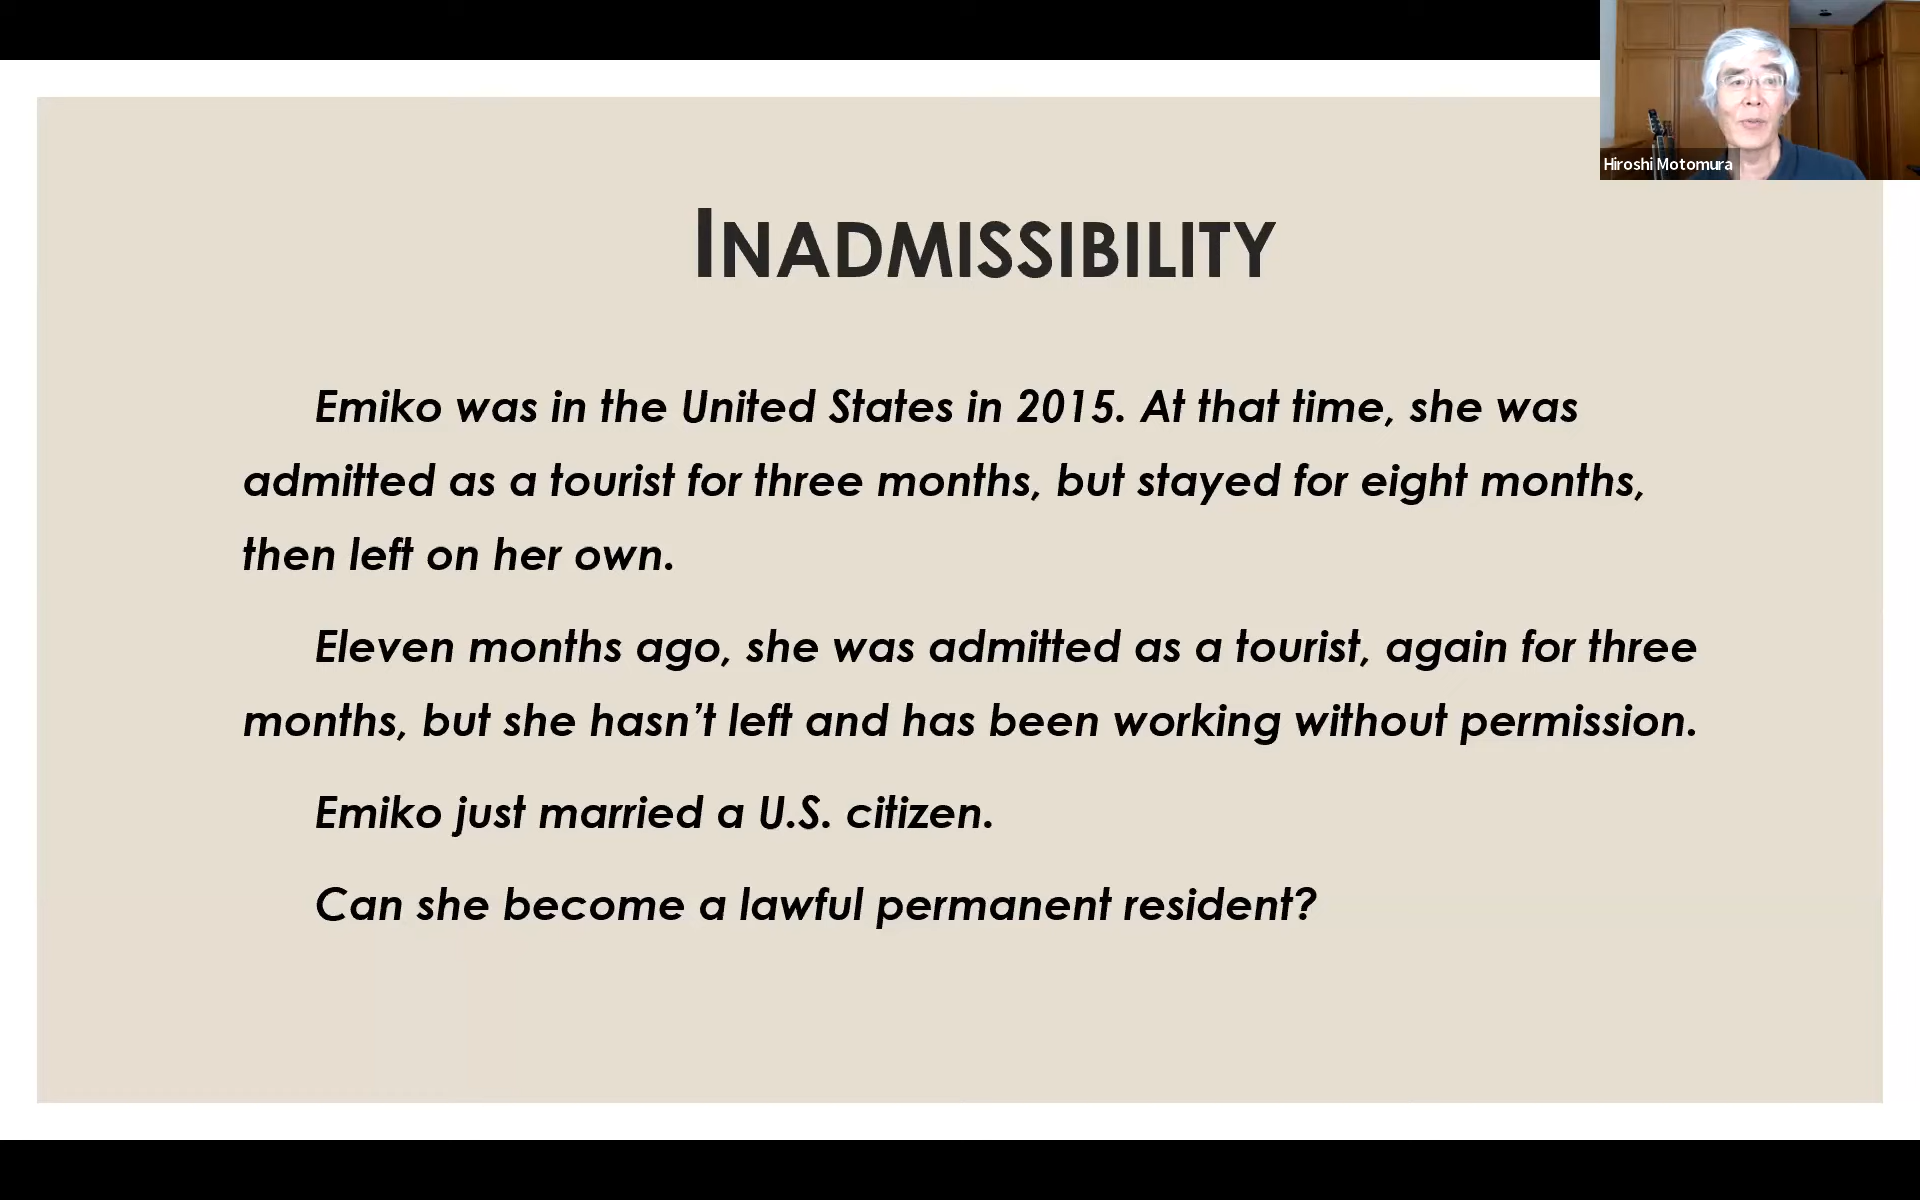 Hiroshi Motomura
INADMISSIBILITY
Emiko was in the United States in 2015. At that time, she was
admitted as a tourist for three months, but stayed for eight months,
then left on her own.
Eleven months ago, she was admitted as a tourist, again for three
months, but she hasn’t left and has been working without permission.
Emiko just married a U.S. citizen.
Can she become a lawful permanent resident?